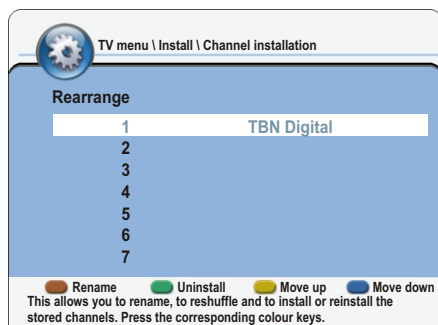 TV menu \ Install \ Channel installation
Rearrange
1 TBN Digital
2
3
4
5
6
7
Rename Uninstall Move up Move down
This allows you to rename, to reshuffle and to install or reinstall the
stored channels. Press the corresponding colour keys.